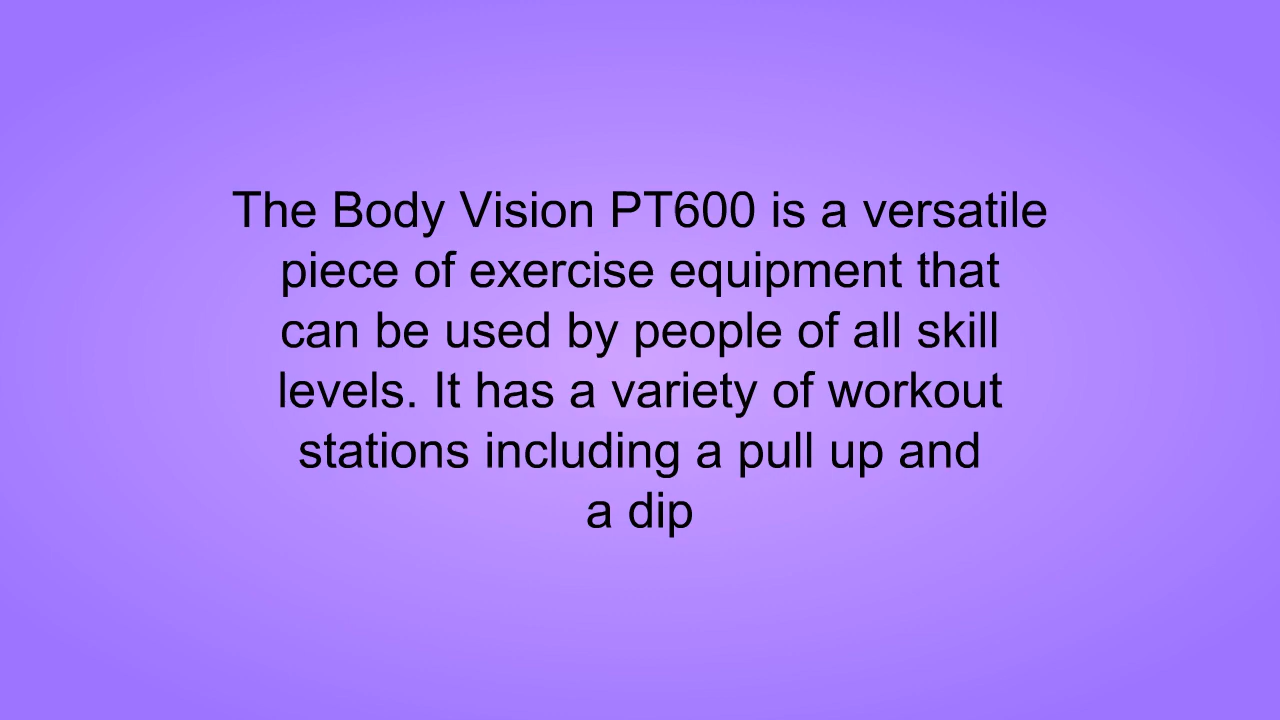 The Body Vision PT600 is a versatile
piece of exercise equipment that
can be used by people of all skill
levels. It has a variety of workout
stations including a pull up and
a dip